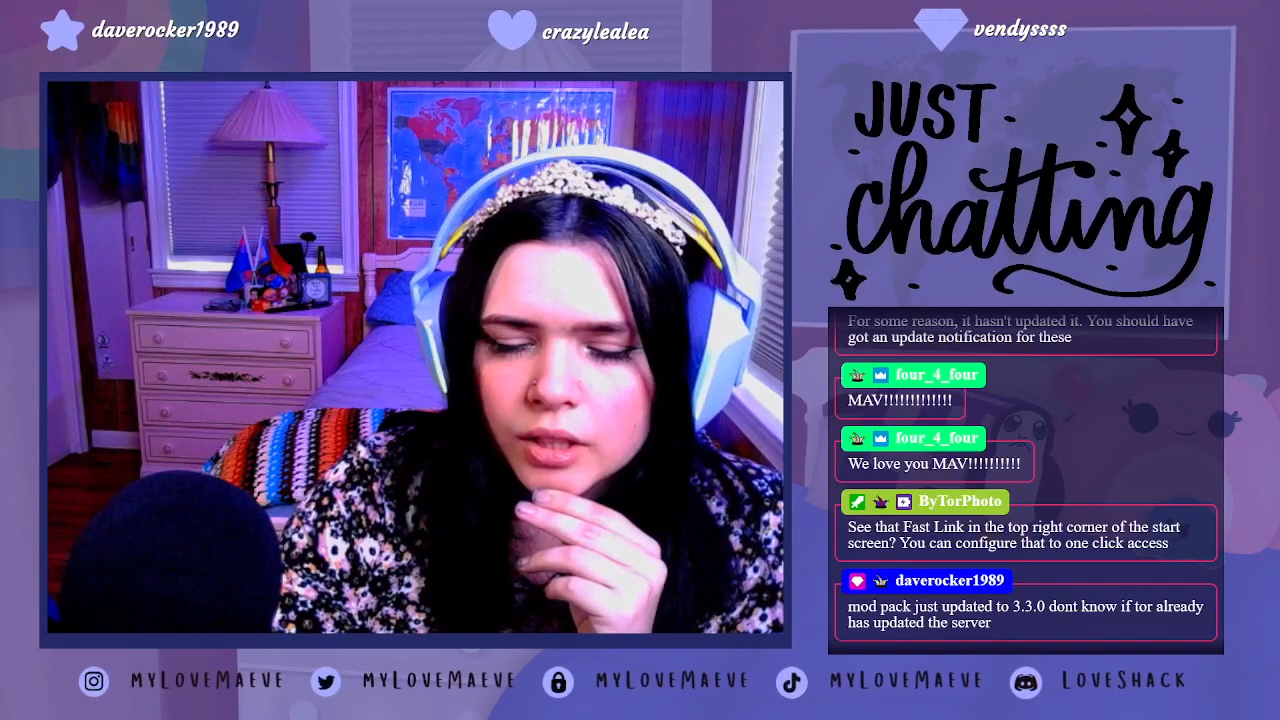 daverocker1989
crazylealea
vendyssss
JUST
chatting
For some reason, it hasn't updated it. You should have
got an update notification for these
four_4_four
MAV!!!!!!!!!!!!!
four_4_four
We love you MAV!!!!!!!!!!
ByTorPhoto
See that Fast Link in the top right corner of the start
screen? You can configure that to one click access
daverocker1989
mod pack just updated to 3.3.0 dont know if tor already
has updated the server
MYLOVEMAEVE
MYLOVEMAEVE
MYLOVEMAEVE
MYLOVEMAEVE
LOVESHACK